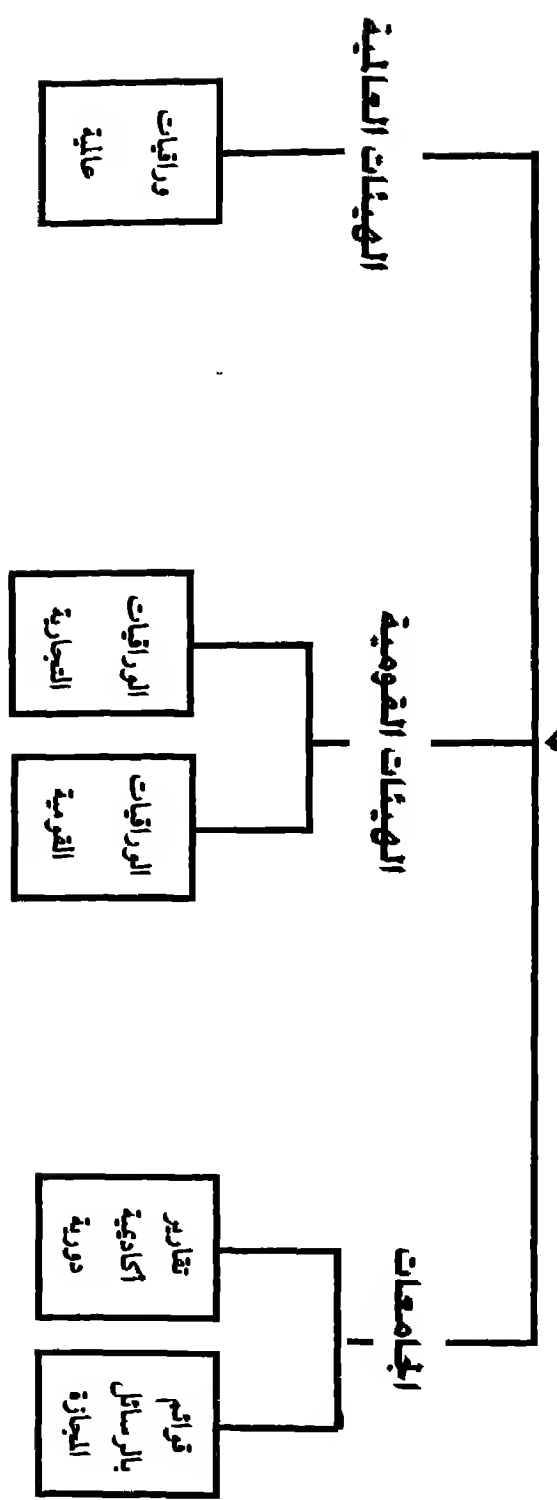 الجامعات
الهيئات القومية
الهيئات العالمية
قوائم
بالرسائل
المجازة
تقارير
أكاديمية
دورية
الوراقيات
القومية
الوراقيات
التجارية
وراقيات
عالمية